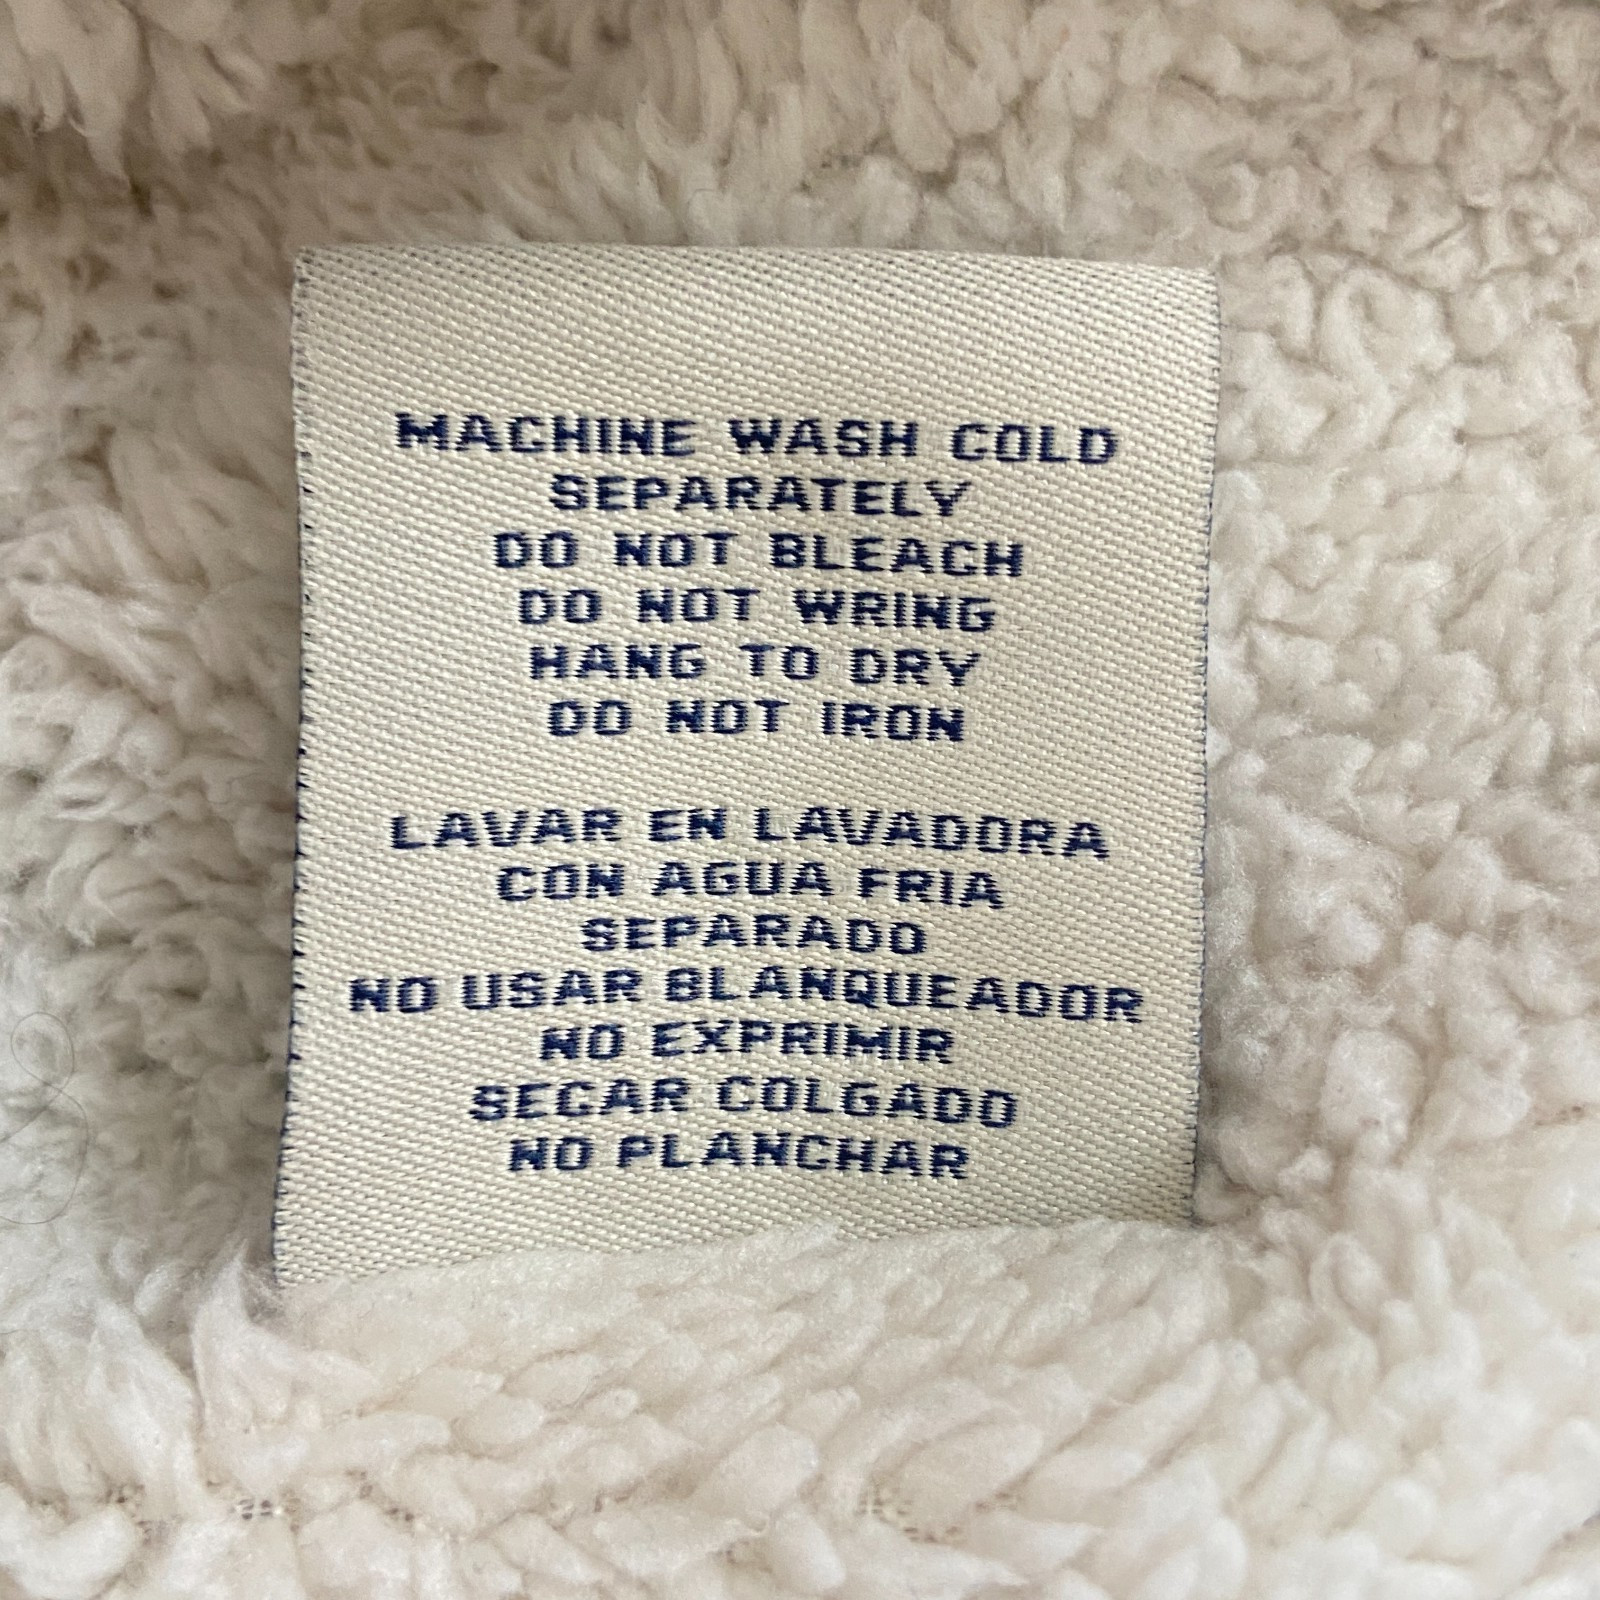 MACHINE WASH COLD
SEPARATELY
DO NOT BLEACH
DO NOT WRING
HANG TO DRY
DO NOT IRON
LAVAR EN LAVADORA
CON AGUA FRIA
SEPARADO
NO USAR BLANQUEADOR
NO EXPRIMIR
SECAR COLGADO
NO PLANCHAR